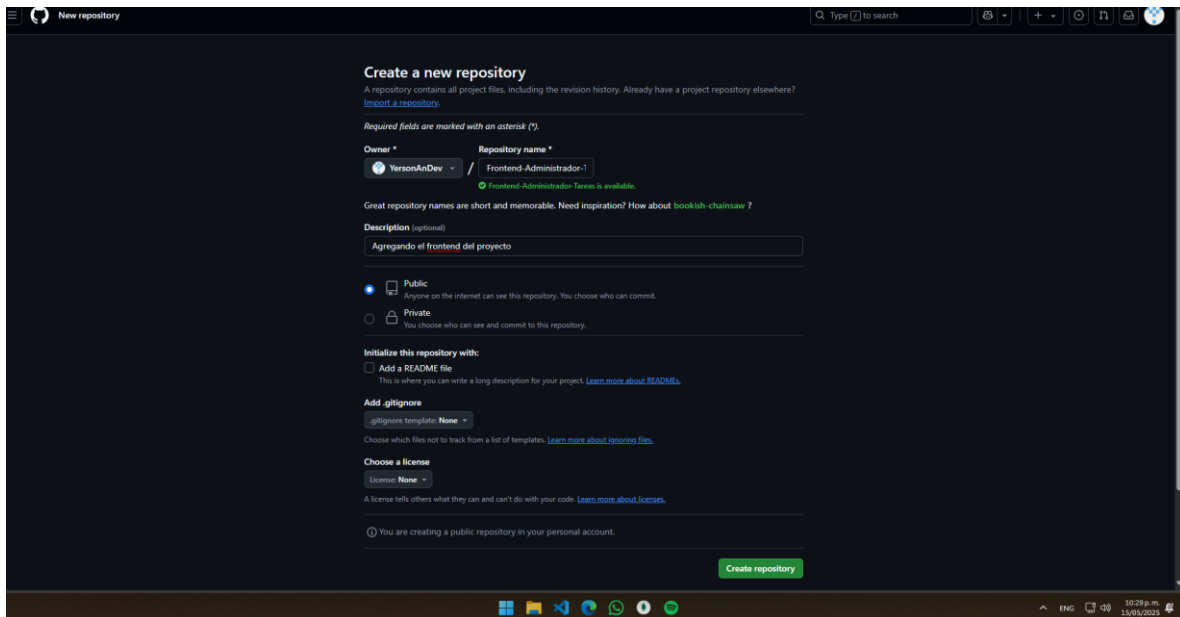 New repository
Type / to search
Create a new repository
A repository contains all project files, including the revision history. Already have a project repository elsewhere?
Import a repository.
Required fields are marked with an asterisk (*).
Owner * Repository name *
YersonAnDev / Frontend-Administrador-T
Frontend-Administrador-Tareas is available.
Great repository names are short and memorable. Need inspiration? How about bookish-chainsaw ?
Description (optional)
Agregando el frontend del proyecto
Public
Anyone on the internet can see this repository. You choose who can commit.
Private
You choose who can see and commit to this repository.
Initialize this repository with:
Add a README file
This is where you can write a long description for your project. Learn more about READMEs.
Add .gitignore
.gitignore template: None
Choose which files not to track from a list of templates. Learn more about ignoring files.
Choose a license
License: None
A license tells others what they can and can't do with your code. Learn more about licenses.
You are creating a public repository in your personal account.
Create repository
ENG
10:29 p. m.
15/05/2025